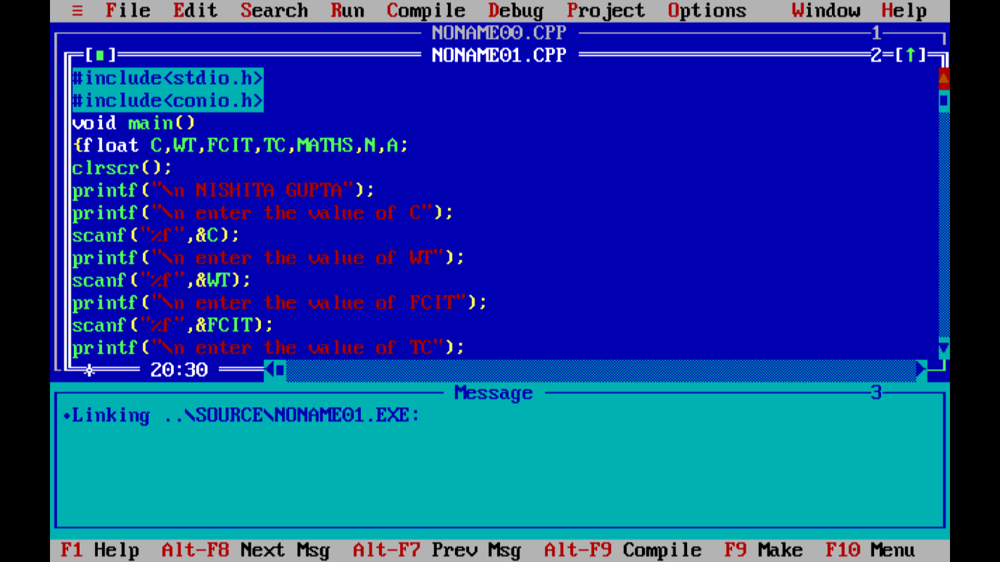 ≡ File Edit Search Run Compile Debug Project Options Window Help
NONAME00.CPP 1
[■] NONAME01.CPP 2=[↑]
#include<stdio.h>
#include<conio.h>
void main()
{float C,WT,FCIT,TC,MATHS,N,A;
clrscr();
printf("\n NISHITA GUPTA");
printf("\n enter the value of C");
scanf("%f",&C);
printf("\n enter the value of WT");
scanf("%f",&WT);
printf("\n enter the value of FCIT");
scanf("%f",&FCIT);
printf("\n enter the value of TC");
20:30
Message 3
•Linking ..\SOURCE\NONAME01.EXE:
F1 Help Alt-F8 Next Msg Alt-F7 Prev Msg Alt-F9 Compile F9 Make F10 Menu